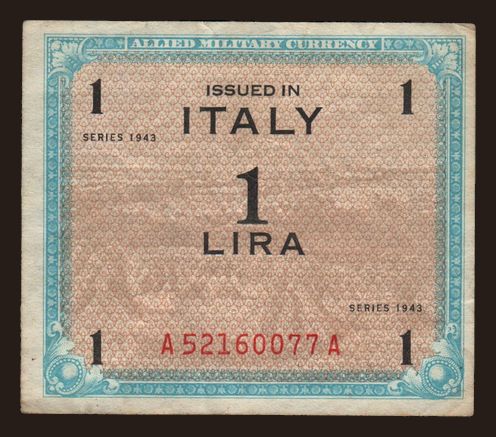 ALLIED MILITARY CURRENCY
1 ISSUED IN 1
ITALY
SERIES 1943
1
LIRA
SERIES 1943
1 A52160077A 1